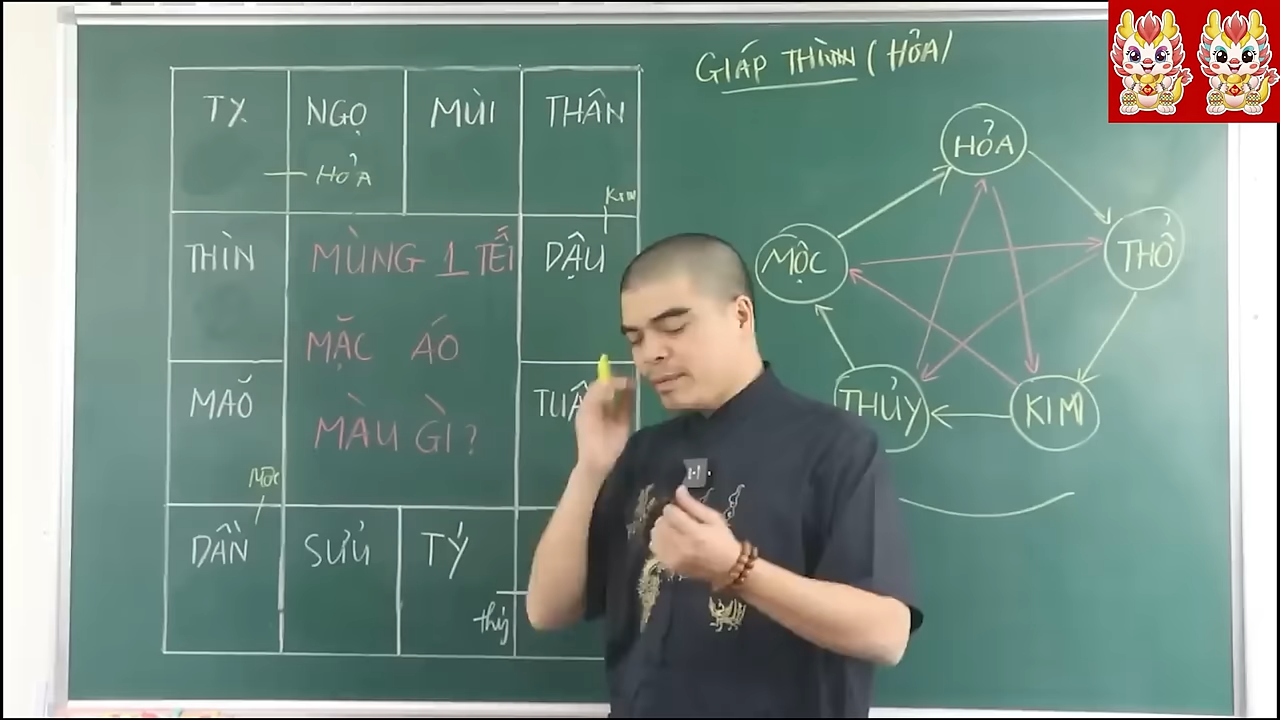 GIÁP THÌNN (HỎA)
TỴ NGỌ MÙI THÂN
HỎA
Kim
THÌN MÙNG 1 TẾT DẬU
MẶC ÁO
MÃO MÀU GÌ?
Mộc
DẦN SỬU TÝ
thủy
HỎA
MỘC THỔ
THỦY KIM